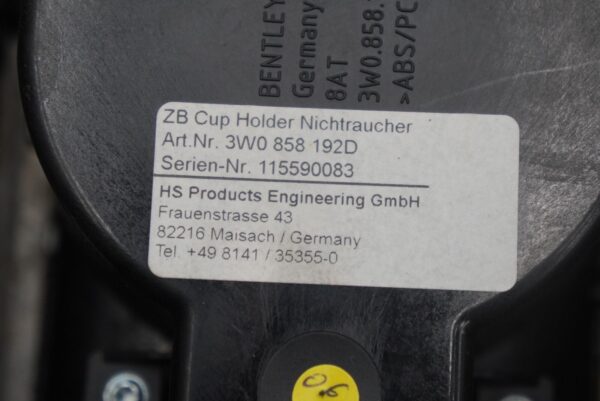 BENTLEY
Germany
8AT
3W0.858.
>ABS/PC
ZB Cup Holder Nichtraucher
Art.Nr. 3W0 858 192D
Serien-Nr. 115590083
HS Products Engineering GmbH
Frauenstrasse 43
82216 Maisach / Germany
Tel. +49 8141 / 35355-0